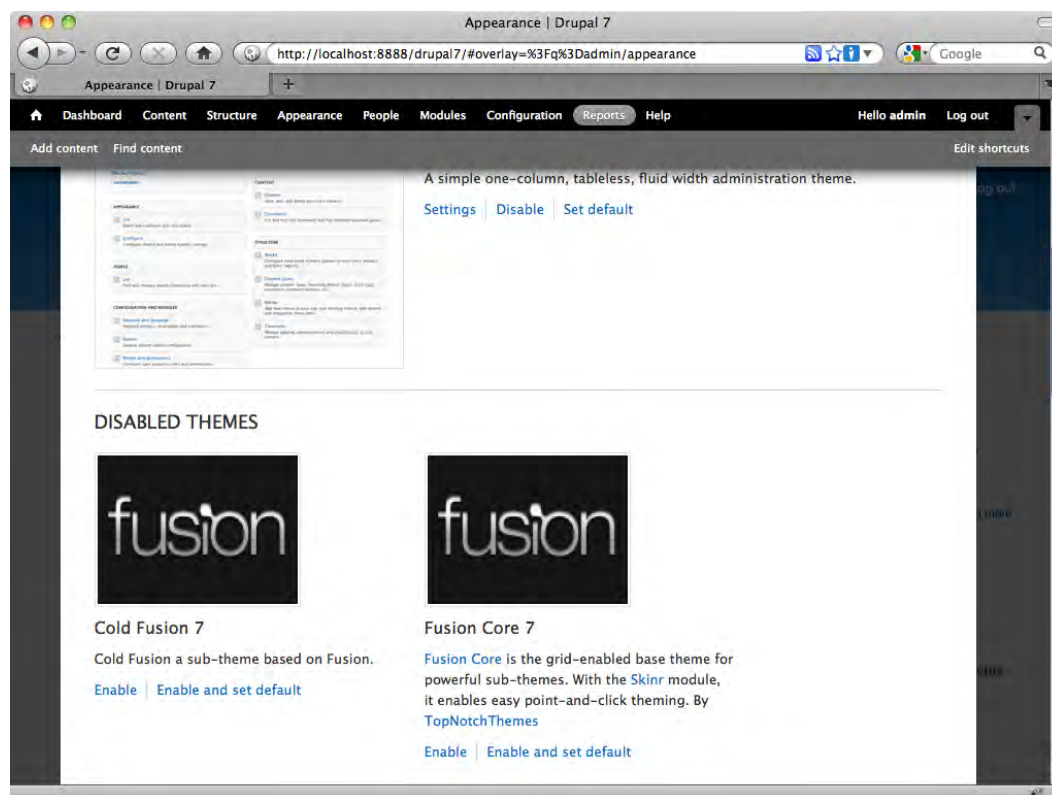 Appearance | Drupal 7
http://localhost:8888/drupal7/#overlay=%3Fq%3Dadmin/appearance
Google
Appearance | Drupal 7
Dashboard Content Structure Appearance People Modules Configuration Reports Help Hello admin Log out
Add content Find content Edit shortcuts
A simple one-column, tableless, fluid width administration theme.
Settings Disable Set default
DISABLED THEMES
fusion fusion
Cold Fusion 7
Cold Fusion a sub-theme based on Fusion.
Enable Enable and set default
Fusion Core 7
Fusion Core is the grid-enabled base theme for
powerful sub-themes. With the Skinr module,
it enables easy point-and-click theming. By
TopNotchThemes
Enable Enable and set default